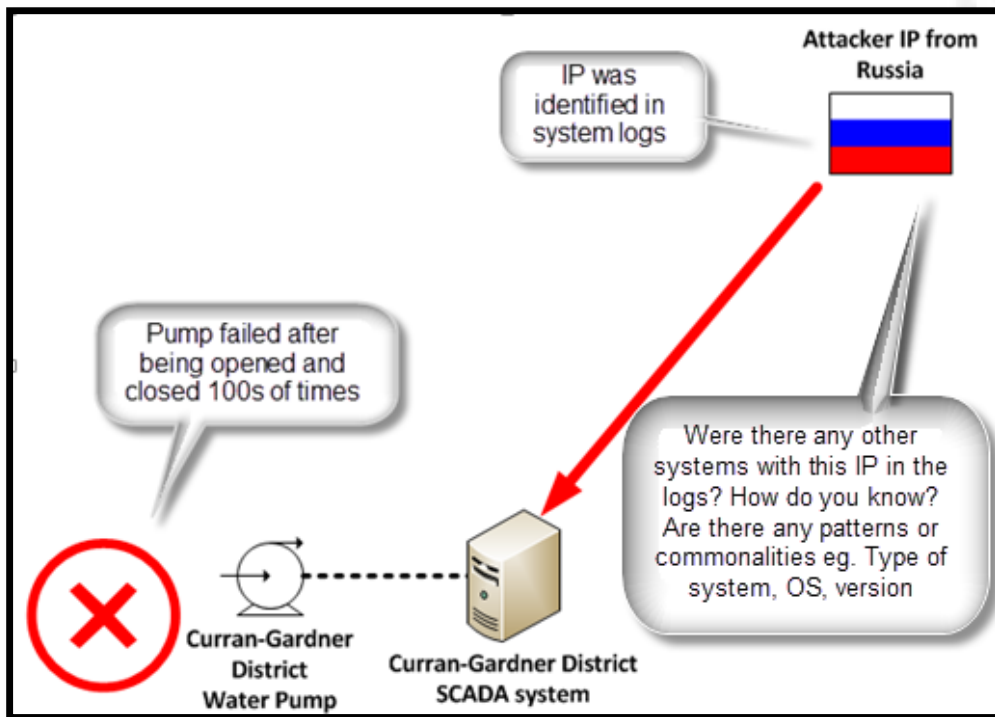 Attacker IP from
Russia
IP was
identified in
system logs
Pump failed after
being opened and
closed 100s of times
Were there any other
systems with this IP in the
logs? How do you know?
Are there any patterns or
commonalities eg. Type of
system, OS, version
Curran-Gardner
District
Water Pump
Curran-Gardner District
SCADA system